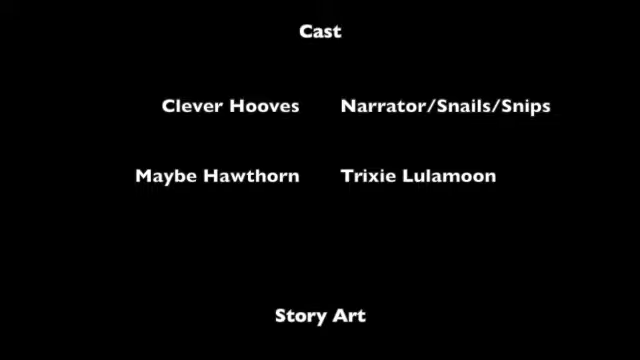 Cast
Clever Hooves Narrator/Snails/Snips
Maybe Hawthorn Trixie Lulamoon
Story Art